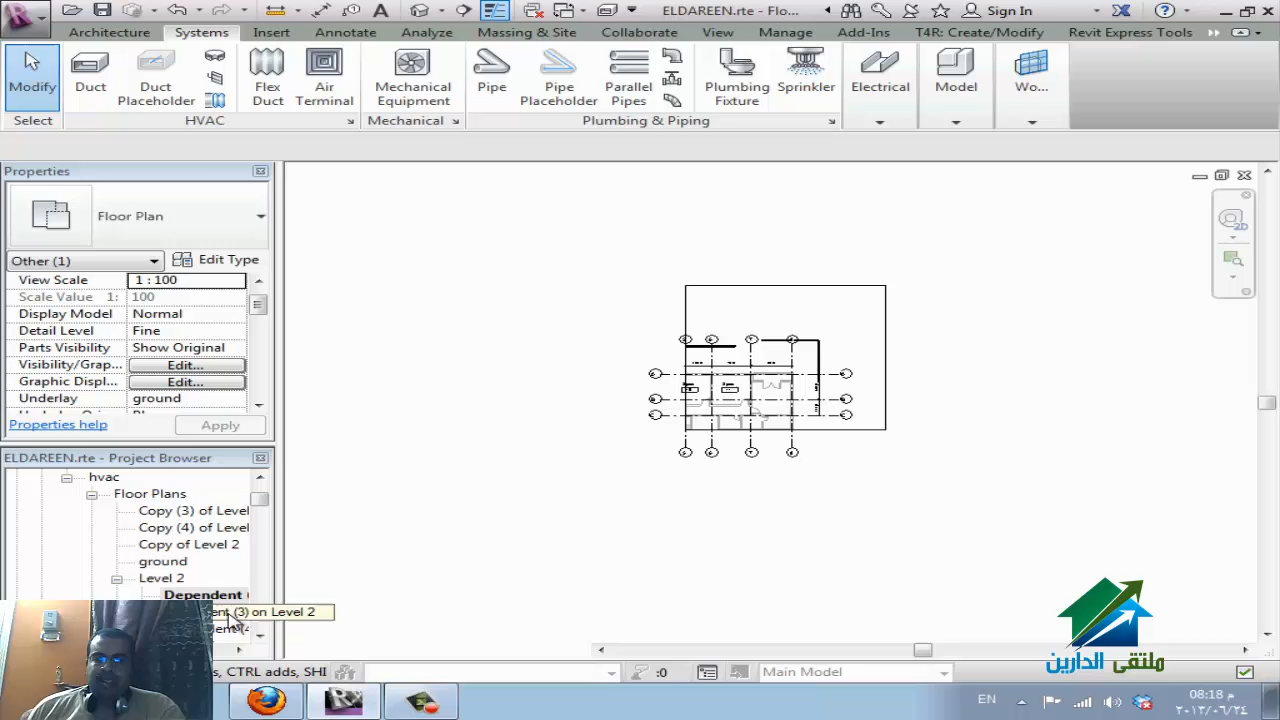 ELDAREEN.rte - Flo...
Sign In
Architecture Systems Insert Annotate Analyze Massing & Site Collaborate View Manage Add-Ins T4R: Create/Modify Revit Express Tools
Modify
Duct
Duct Placeholder
Flex Duct
Air Terminal
Mechanical Equipment
Pipe
Pipe Placeholder
Parallel Pipes
Plumbing Fixture
Sprinkler
Electrical
Model
Wo...
Select
HVAC
Mechanical
Plumbing & Piping
Properties
Floor Plan
Other (1)
Edit Type
View Scale 1 : 100
Scale Value 1: 100
Display Model Normal
Detail Level Fine
Parts Visibility Show Original
Visibility/Grap... Edit...
Graphic Displ... Edit...
Underlay ground
Properties help
Apply
ELDAREEN.rte - Project Browser
hvac
Floor Plans
Copy (3) of Level
Copy (4) of Level
Copy of Level 2
ground
Level 2
Dependent
(3) on Level 2
2D
ملتقى الدارين
CTRL adds, SHI
:0
Main Model
EN
08:18 م
٢٠١٣/٠٦/٢٤